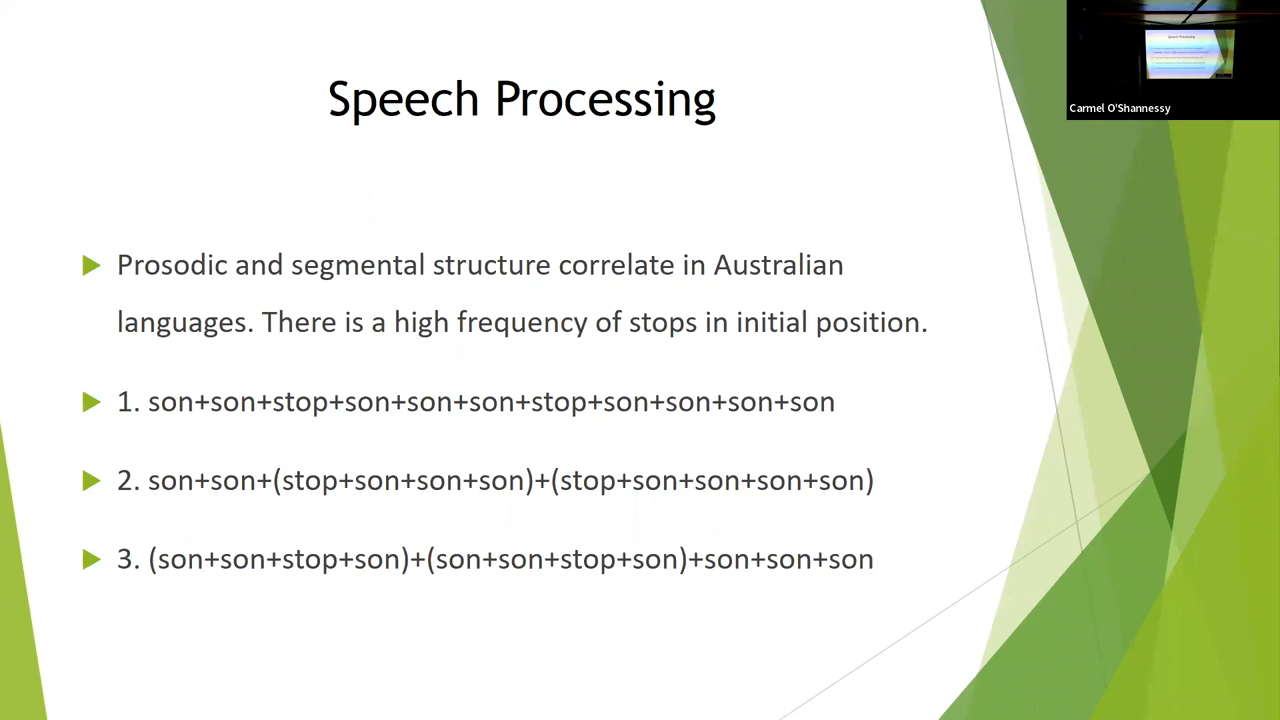 Speech Processing
Carmel O'Shannessy
Prosodic and segmental structure correlate in Australian
languages. There is a high frequency of stops in initial position.
1. son+son+stop+son+son+son+stop+son+son+son+son
2. son+son+(stop+son+son+son)+(stop+son+son+son+son)
3. (son+son+stop+son)+(son+son+stop+son)+son+son+son